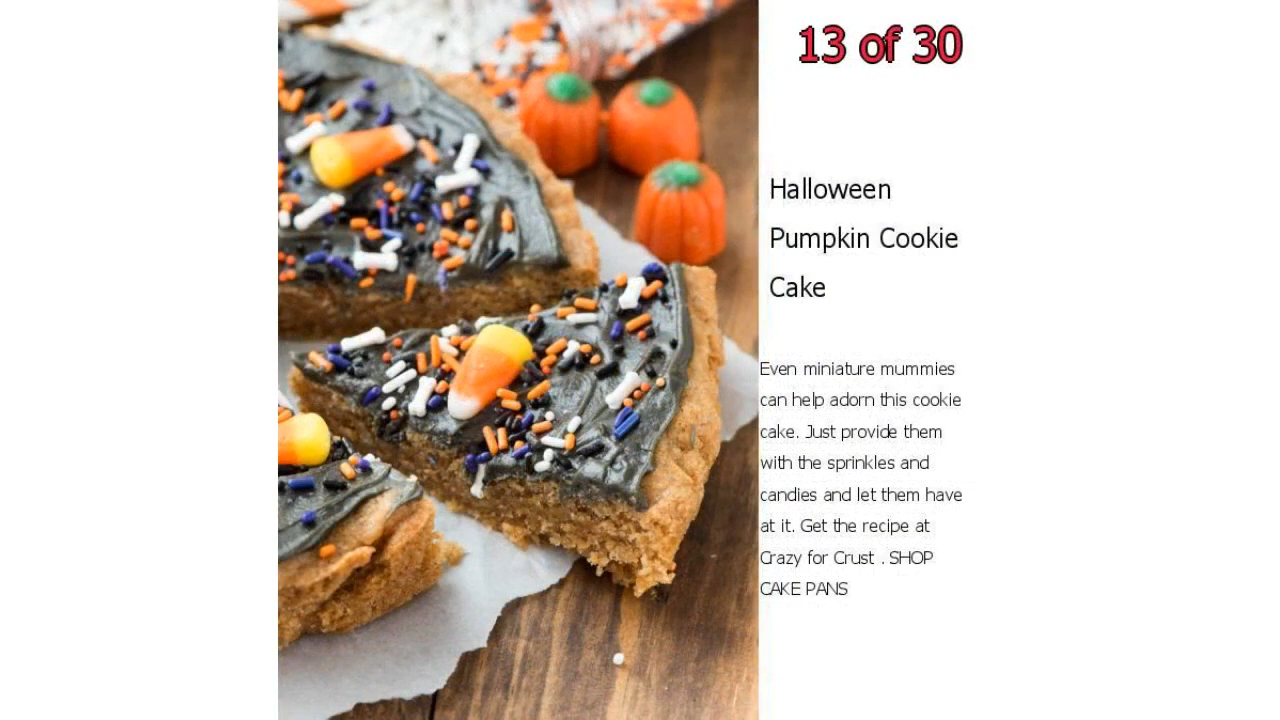 13 of 30
Halloween
Pumpkin Cookie
Cake
Even miniature mummies
can help adorn this cookie
cake. Just provide them
with the sprinkles and
candies and let them have
at it. Get the recipe at
Crazy for Crust . SHOP
CAKE PANS